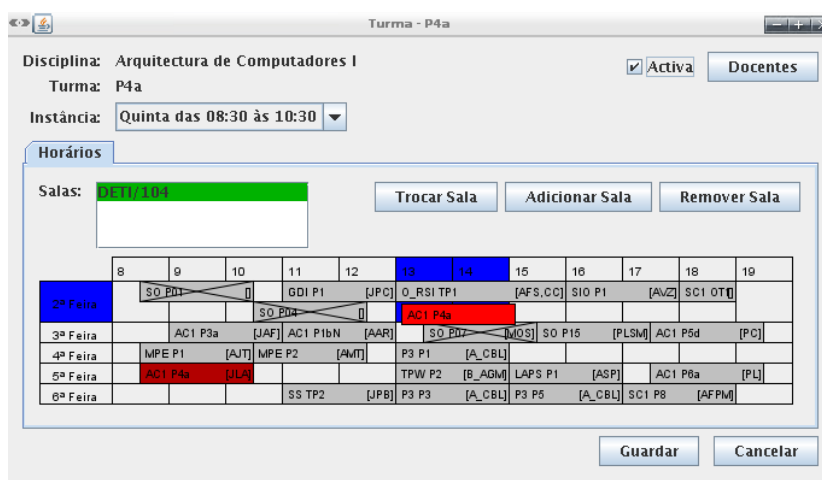 Turma - P4a
Disciplina: Arquitectura de Computadores I
Activa Docentes
Turma: P4a
Instância: Quinta das 08:30 às 10:30
Horários
Salas: DETI/104
Trocar Sala Adicionar Sala Remover Sala
8 9 10 11 12 13 14 15 16 17 18 19
2ª Feira SO P01 [] GDI P1 [JPC] O_RSI TP1 [AFS,CC] SIO P1 [AVZ] SC1 OT1 []
SO P04 [] AC1 P4a
3ª Feira AC1 P3a [JAF] AC1 P1bN [AAR] SO P07 [MOS] SO P15 [PLSM] AC1 P5d [PC]
4ª Feira MPE P1 [AJT] MPE P2 [AMT] P3 P1 [A_CBL]
5ª Feira AC1 P4a [JLA] TPW P2 [B_AGM] LAPS P1 [ASP] AC1 P6a [PL]
6ª Feira SS TP2 [JPB] P3 P3 [A_CBL] P3 P5 [A_CBL] SC1 P8 [AFPM]
Guardar Cancelar